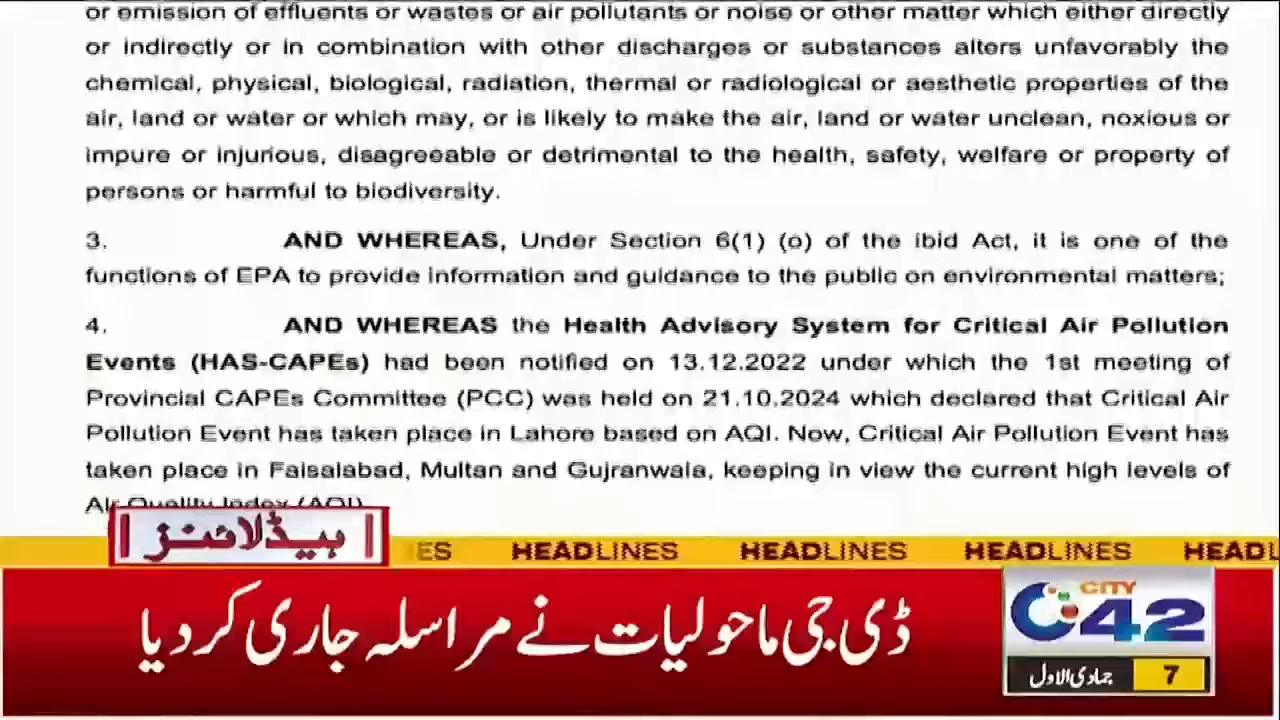 or emission of effluents or wastes or air pollutants or noise or other matter which either directly
or indirectly or in combination with other discharges or substances alters unfavorably the
chemical, physical, biological, radiation, thermal or radiological or aesthetic properties of the
air, land or water or which may, or is likely to make the air, land or water unclean, noxious or
impure or injurious, disagreeable or detrimental to the health, safety, welfare or property of
persons or harmful to biodiversity.
3. AND WHEREAS, Under Section 6(1) (o) of the ibid Act, it is one of the
functions of EPA to provide information and guidance to the public on environmental matters;
4. AND WHEREAS the Health Advisory System for Critical Air Pollution
Events (HAS-CAPEs) had been notified on 13.12.2022 under which the 1st meeting of
Provincial CAPEs Committee (PCC) was held on 21.10.2024 which declared that Critical Air
Pollution Event has taken place in Lahore based on AQI. Now, Critical Air Pollution Event has
taken place in Faisalabad, Multan and Gujranwala, keeping in view the current high levels of
Air Quality Index (AQI)
ہیڈلائنز
ES HEADLINES HEADLINES HEADLINES HEADL
ڈی جی ماحولیات نے مراسلہ جاری کر دیا
CITY
42
7 جمادی الاول